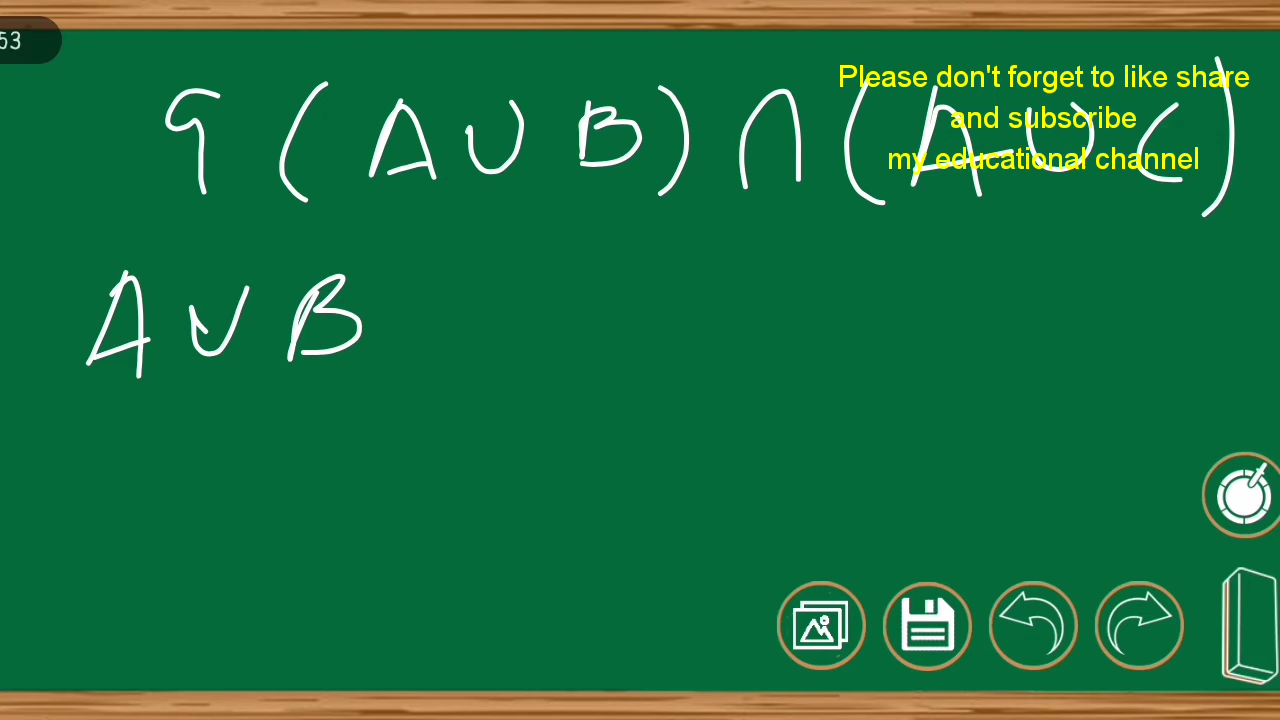 53
9 (A ∪ B) ∩ (A ∪ C)
Please don't forget to like share
and subscribe
my educational channel
A ∪ B